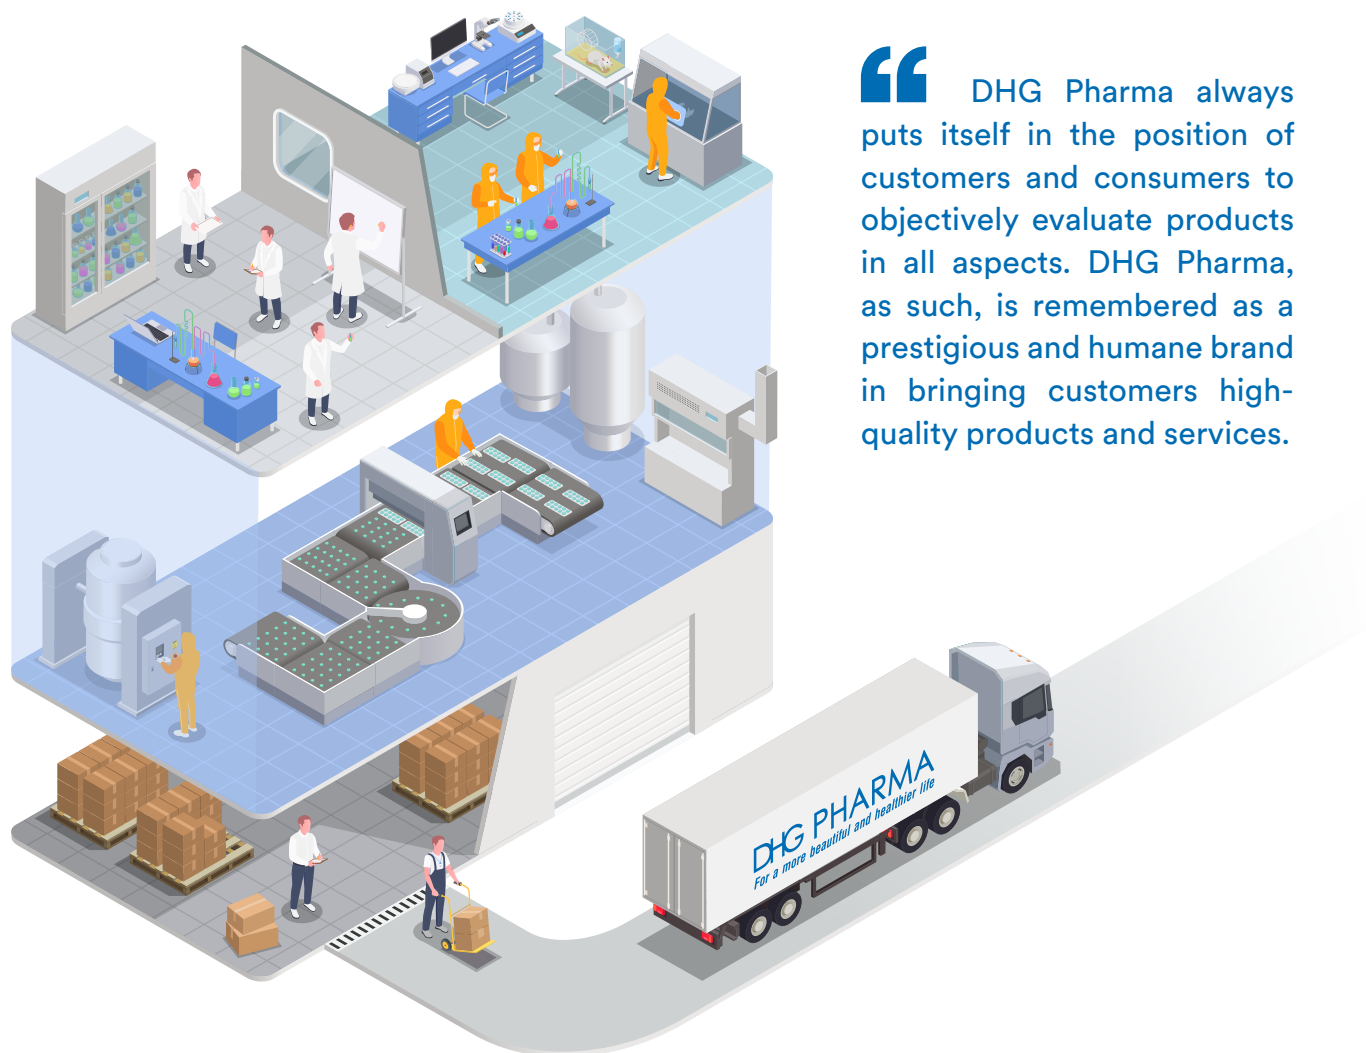 “ DHG Pharma always
puts itself in the position of
customers and consumers to
objectively evaluate products
in all aspects. DHG Pharma,
as such, is remembered as a
prestigious and humane brand
in bringing customers high-
quality products and services.
DHG PHARMA
For a more beautiful and healthier life